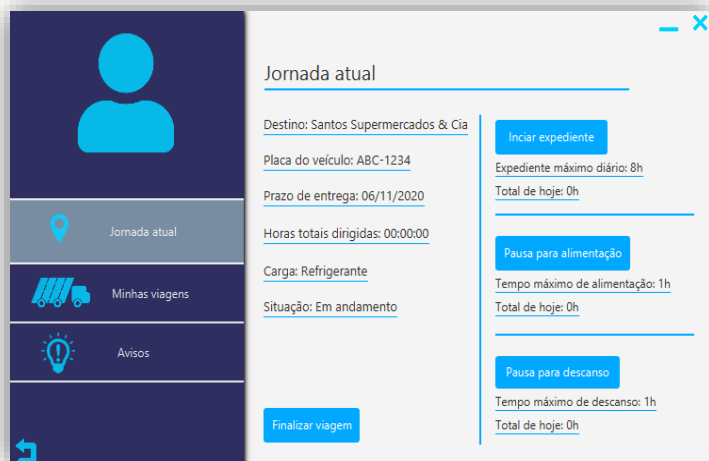 Jornada atual
Minhas viagens
Avisos
Jornada atual
Destino: Santos Supermercados & Cia
Placa do veículo: ABC-1234
Prazo de entrega: 06/11/2020
Horas totais dirigidas: 00:00:00
Carga: Refrigerante
Situação: Em andamento
Finalizar viagem
Inciar expediente
Expediente máximo diário: 8h
Total de hoje: 0h
Pausa para alimentação
Tempo máximo de alimentação: 1h
Total de hoje: 0h
Pausa para descanso
Tempo máximo de descanso: 1h
Total de hoje: 0h